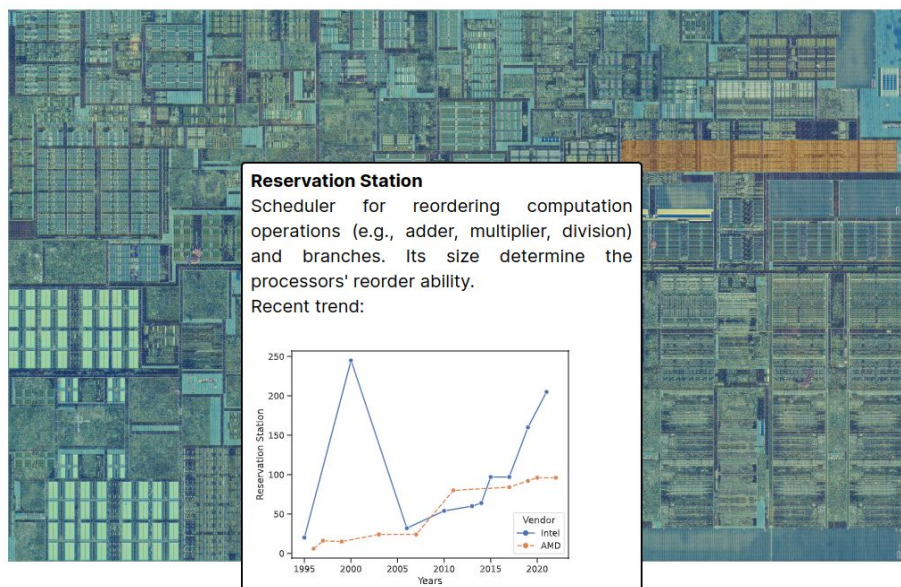 Reservation Station
Scheduler for reordering computation
operations (e.g., adder, multiplier, division)
and branches. Its size determine the
processors' reorder ability.
Recent trend:
250
200
150
100
50
0
Reservation Station
Vendor
Intel
AMD
1995 2000 2005 2010 2015 2020
Years